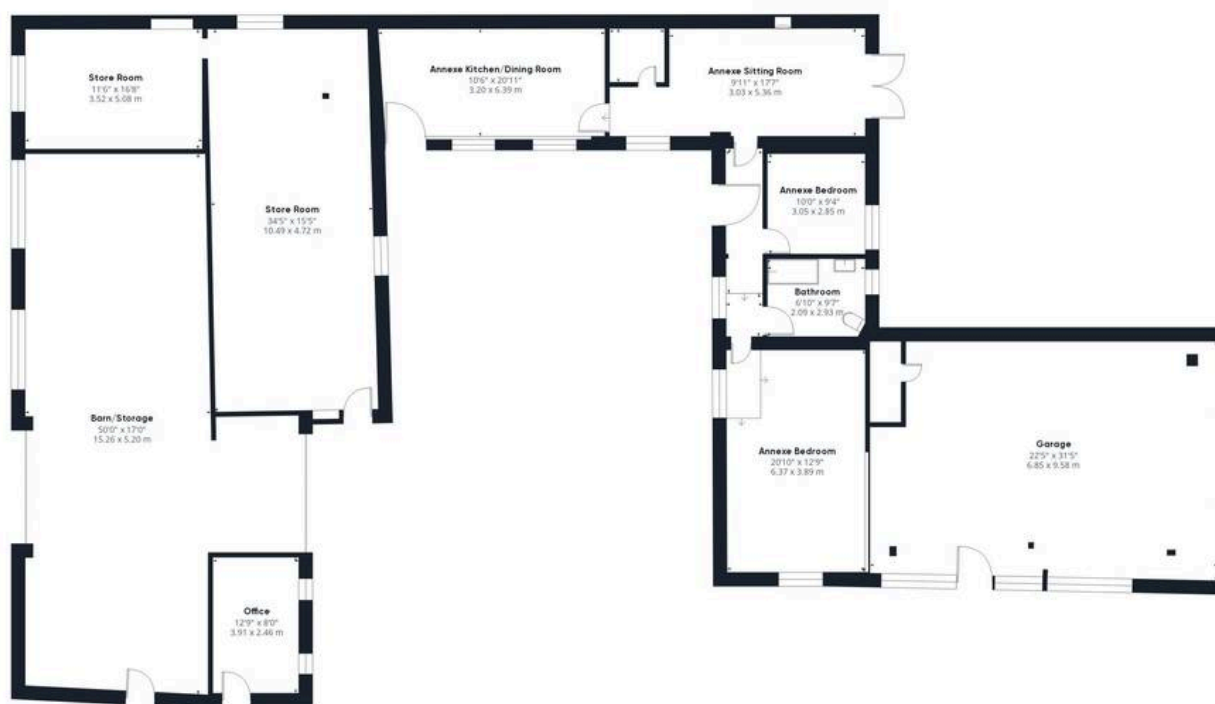 Store Room
11'6" x 16'8"
3.52 x 5.08 m
Annexe Kitchen/Dining Room
10'6" x 20'11"
3.20 x 6.39 m
Annexe Sitting Room
9'11" x 17'7"
3.03 x 5.36 m
Store Room
34'5" x 15'5"
10.49 x 4.72 m
Annexe Bedroom
10'0" x 9'4"
3.05 x 2.85 m
Bathroom
6'10" x 9'7"
2.09 x 2.93 m
Barn/Storage
50'0" x 17'0"
15.26 x 5.20 m
Annexe Bedroom
20'10" x 12'9"
6.37 x 3.89 m
Garage
22'5" x 31'5"
6.85 x 9.58 m
Office
12'9" x 8'0"
3.91 x 2.46 m